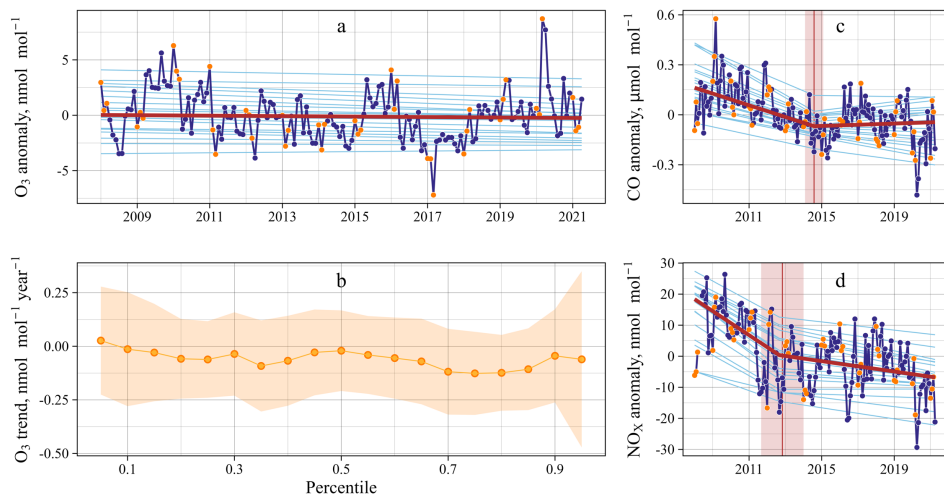 a
O₃ anomaly, nmol mol⁻¹
5
0
-5
2009 2011 2013 2015 2017 2019 2021
c
CO anomaly, μmol mol⁻¹
0.6
0.3
0.0
-0.3
2011 2015 2019
b
O₃ trend, nmol mol⁻¹ year⁻¹
0.25
0.00
-0.25
-0.50
0.1 0.3 0.5 0.7 0.9
Percentile
d
NOX anomaly, nmol mol⁻¹
30
20
10
0
-10
-20
-30
2011 2015 2019